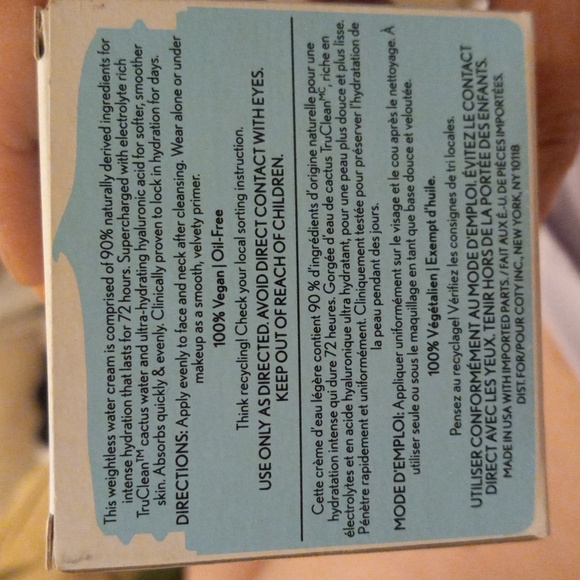 This weightless water cream is comprised of 90% naturally derived ingredients for
intense hydration that lasts for 72 hours. Supercharged with electrolyte rich
TruClean™ cactus water and ultra-hydrating hyaluronic acid for softer, smoother
skin. Absorbs quickly & evenly. Clinically proven to lock in hydration for days.
DIRECTIONS: Apply evenly to face and neck after cleansing. Wear alone or under
makeup as a smooth, velvety primer.
100% Vegan | Oil-Free
Think recycling! Check your local sorting instruction.
USE ONLY AS DIRECTED. AVOID DIRECT CONTACT WITH EYES.
KEEP OUT OF REACH OF CHILDREN.
Cette crème d'eau légère contient 90 % d'ingrédients d'origine naturelle pour une
hydratation intense qui dure 72 heures. Gorgée d'eau de cactus TruClean MC, riche en
électrolytes et en acide hyaluronique ultra hydratant, pour une peau plus douce et plus lisse.
Pénètre rapidement et uniformément. Cliniquement testée pour préserver l'hydratation de
la peau pendant des jours.
MODE D'EMPLOI: Appliquer uniformément sur le visage et le cou après le nettoyage. À
utiliser seule ou sous le maquillage en tant que base douce et veloutée.
100% Végétalien | Exempt d'huile.
Pensez au recyclage! Vérifiez les consignes de tri locales.
UTILISER CONFORMÉMENT AU MODE D'EMPLOI. ÉVITEZ LE CONTACT
DIRECT AVEC LES YEUX. TENIR HORS DE LA PORTÉE DES ENFANTS.
MADE IN USA WITH IMPORTED PARTS. / FAIT AUX É.-U. DE PIÈCES IMPORTÉES.
DIST. FOR/POUR COTY INC., NEW YORK, NY 10118